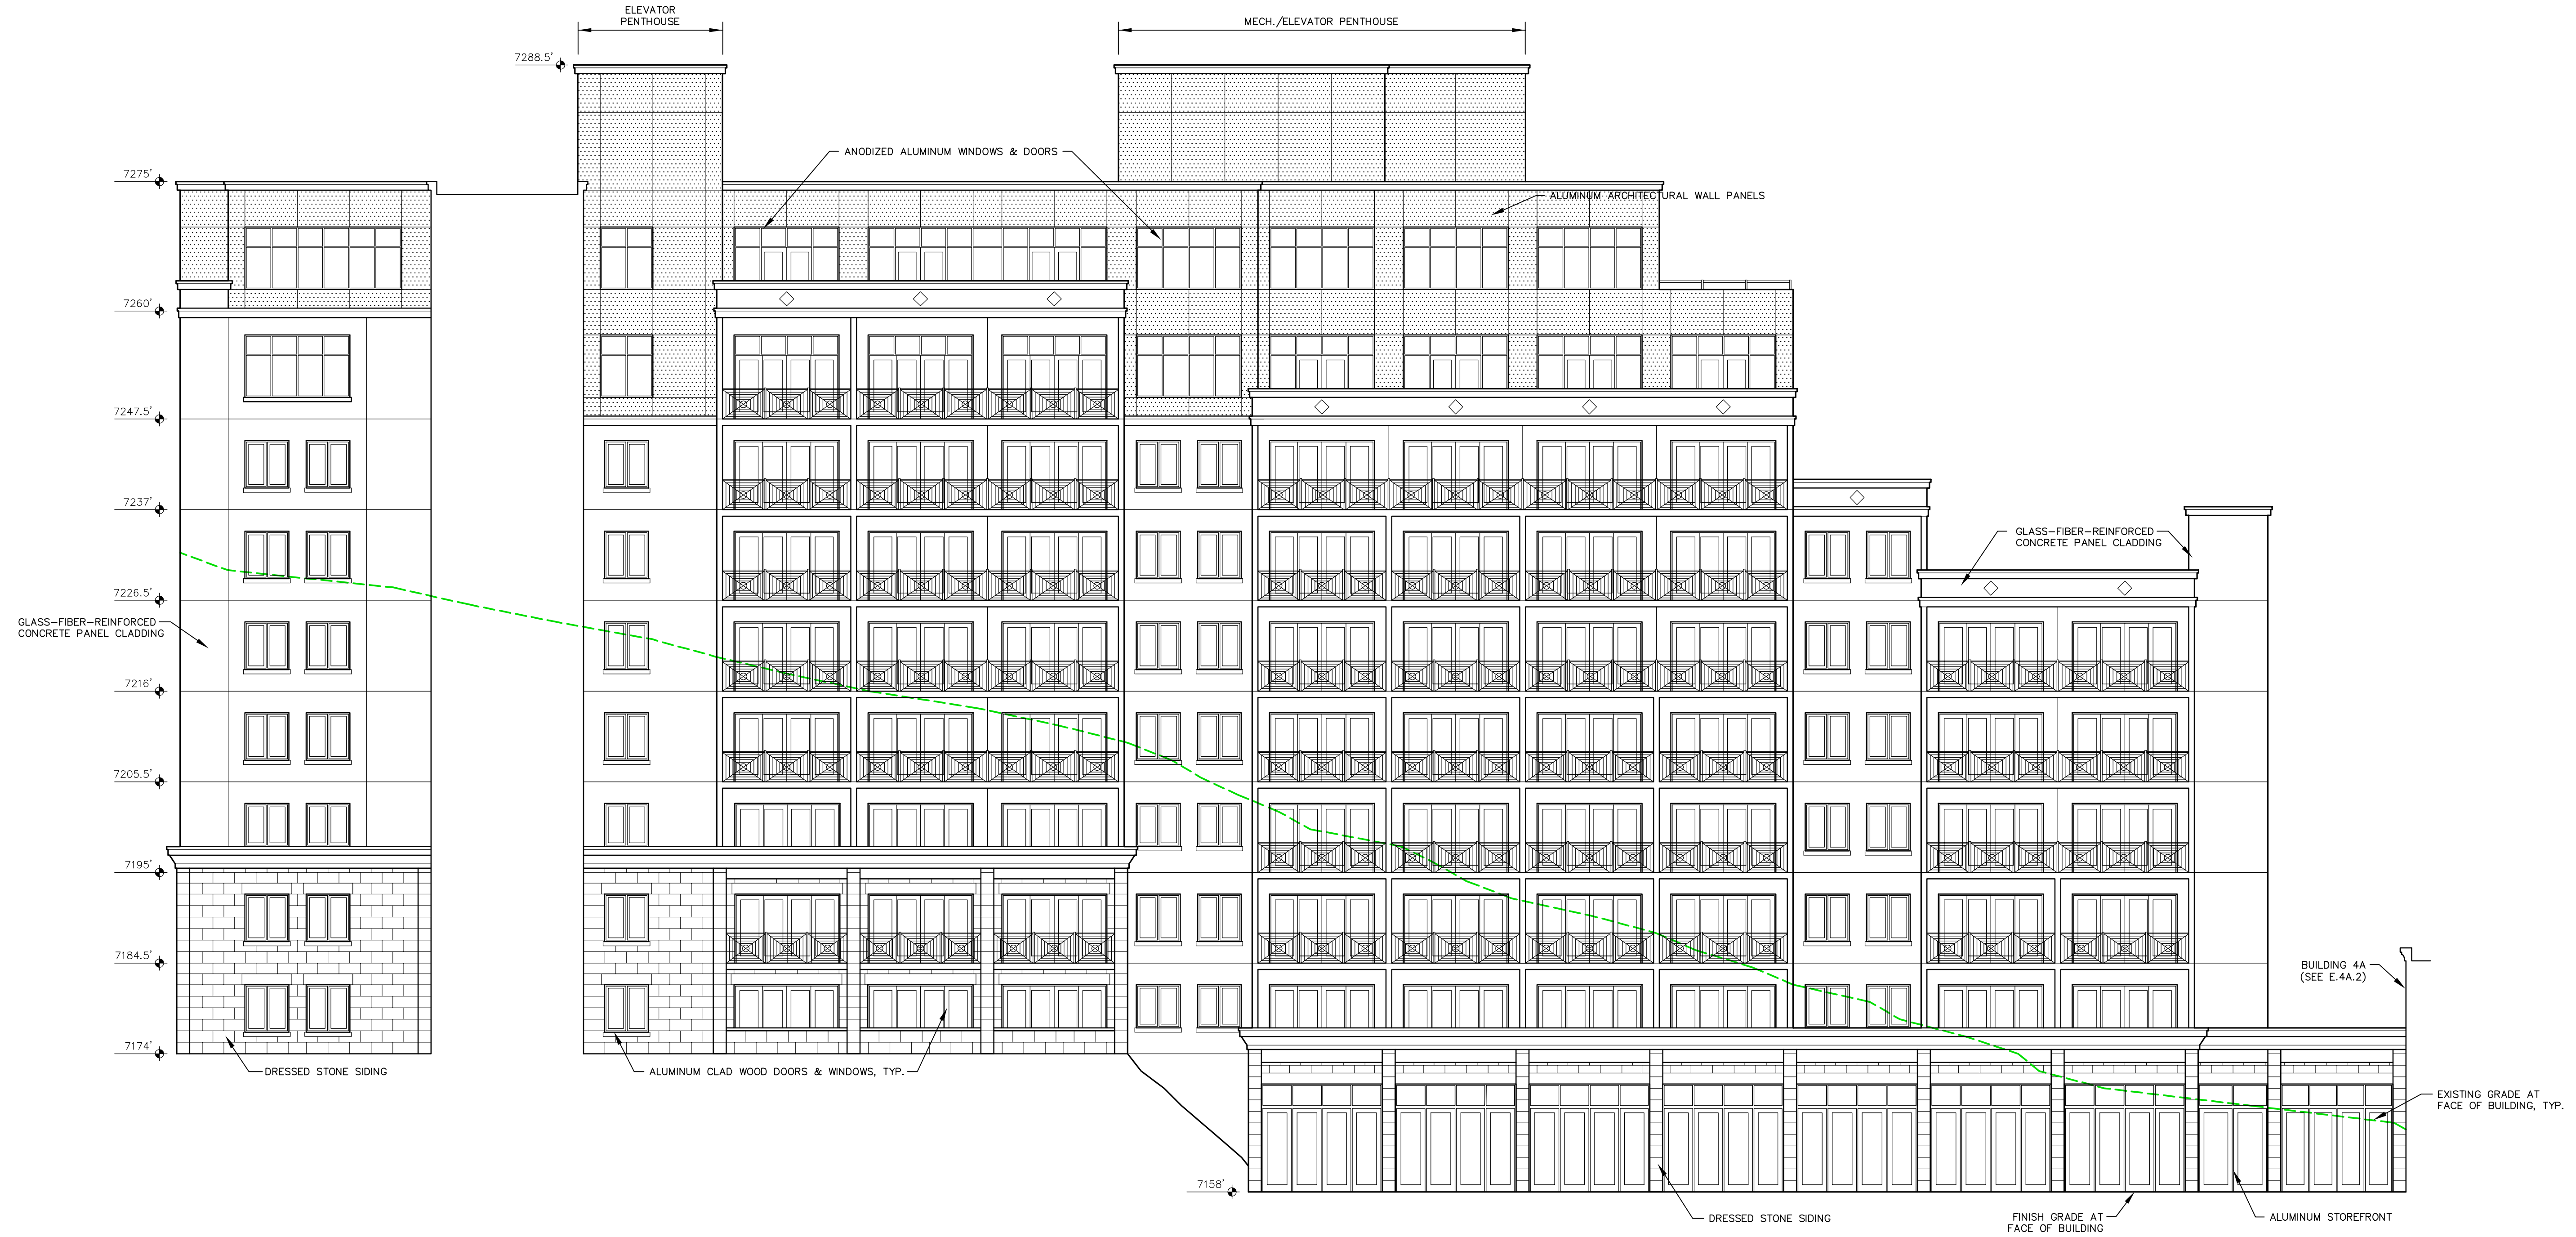 ELEVATOR
PENTHOUSE
MECH./ELEVATOR PENTHOUSE
7288.5'
ANODIZED ALUMINUM WINDOWS & DOORS
7275'
ALUMINUM ARCHITECTURAL WALL PANELS
7260'
7247.5'
7237'
GLASS-FIBER-REINFORCED
CONCRETE PANEL CLADDING
7226.5'
GLASS-FIBER-REINFORCED
CONCRETE PANEL CLADDING
7216'
7205.5'
7195'
7184.5'
BUILDING 4A
(SEE E.4A.2)
7174'
DRESSED STONE SIDING
ALUMINUM CLAD WOOD DOORS & WINDOWS, TYP.
EXISTING GRADE AT
FACE OF BUILDING, TYP.
7158'
DRESSED STONE SIDING
FINISH GRADE AT
FACE OF BUILDING
ALUMINUM STOREFRONT